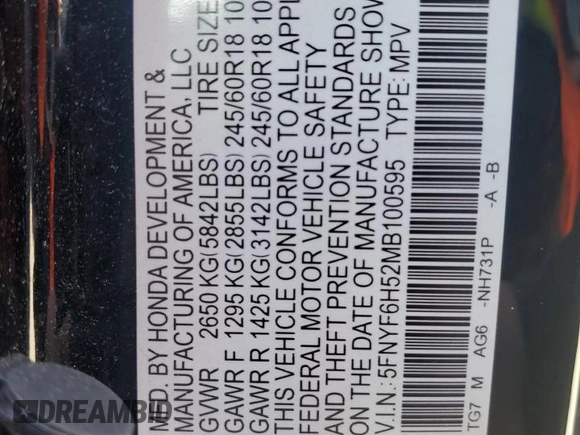 MFD. BY HONDA DEVELOPMENT &
MANUFACTURING OF AMERICA, LLC
GVWR 2650 KG(5842LBS) TIRE SIZE
GAWR F 1295 KG(2855LBS) 245/60R18 10
GAWR R 1425 KG(3142LBS) 245/60R18 10
THIS VEHICLE CONFORMS TO ALL APPL
FEDERAL MOTOR VEHICLE SAFETY
AND THEFT PREVENTION STANDARDS
ON THE DATE OF MANUFACTURE SHOW
V.I.N.: 5FNYF6H52MB100595 TYPE: MPV
TG7 M AG6 -NH731P -A -B
DREAMBID